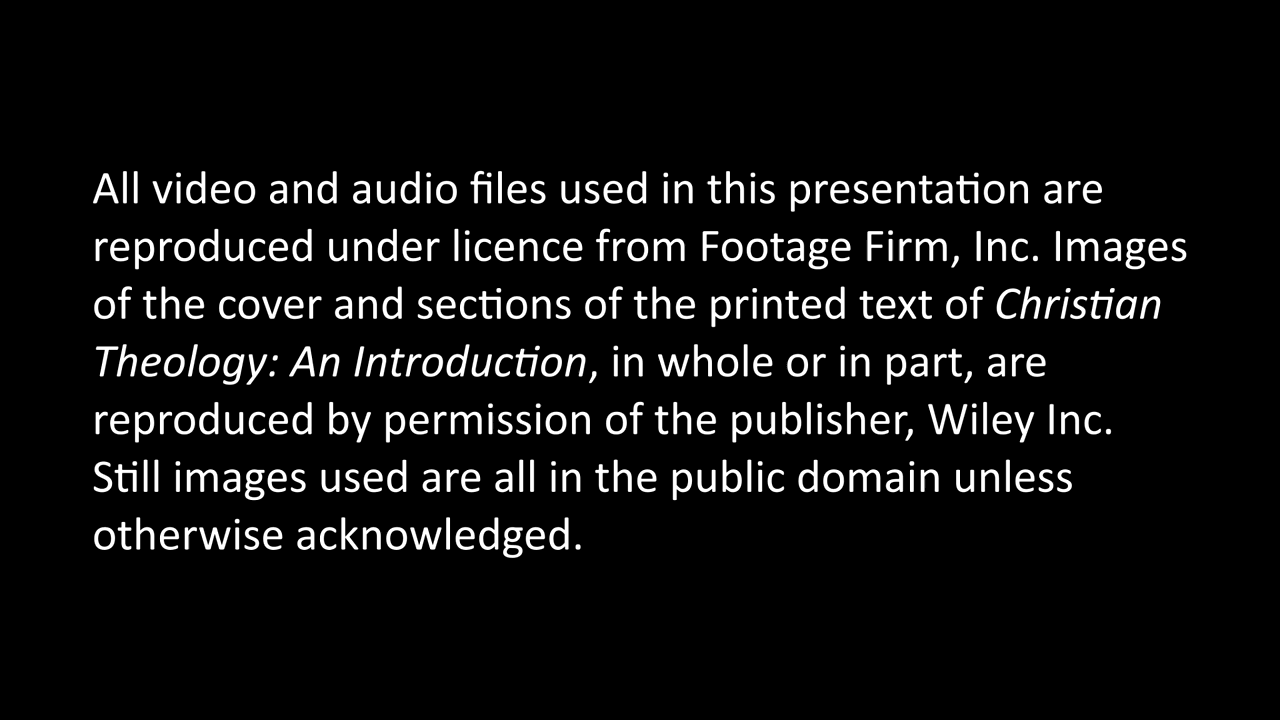 All video and audio files used in this presentation are
reproduced under licence from Footage Firm, Inc. Images
of the cover and sections of the printed text of Christian
Theology: An Introduction, in whole or in part, are
reproduced by permission of the publisher, Wiley Inc.
Still images used are all in the public domain unless
otherwise acknowledged.